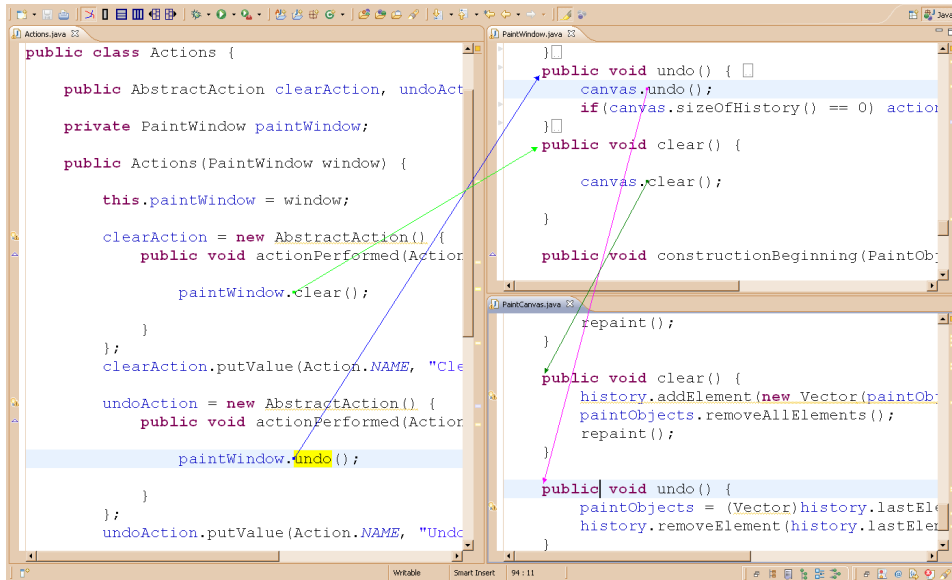 Java
Actions.java
public class Actions {
public AbstractAction clearAction, undoAct
private PaintWindow paintWindow;
public Actions(PaintWindow window) {
this.paintWindow = window;
clearAction = new AbstractAction() {
public void actionPerformed(Action
paintWindow.clear();
}
};
clearAction.putValue(Action.NAME, "Cle
undoAction = new AbstractAction() {
public void actionPerformed(Action
paintWindow.undo();
}
};
undoAction.putValue(Action.NAME, "Undo
PaintWindow.java
}
public void undo() {
canvas.undo();
if(canvas.sizeOfHistory() == 0) action
}
public void clear() {
canvas.clear();
}
public void constructionBeginning(PaintObj
PaintCanvas.java
repaint();
}
public void clear() {
history.addElement(new Vector(paintObj
paintObjects.removeAllElements();
repaint();
}
public void undo() {
paintObjects = (Vector)history.lastEle
history.removeElement(history.lastElem
}
Writable Smart Insert 94 : 11